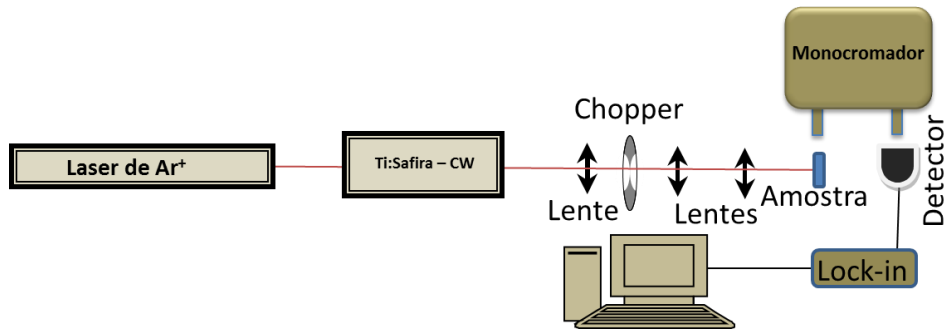 Monocromador
Chopper
Laser de Ar⁺
Ti:Safira – CW
Lente
Lentes
Amostra
Detector
Lock-in